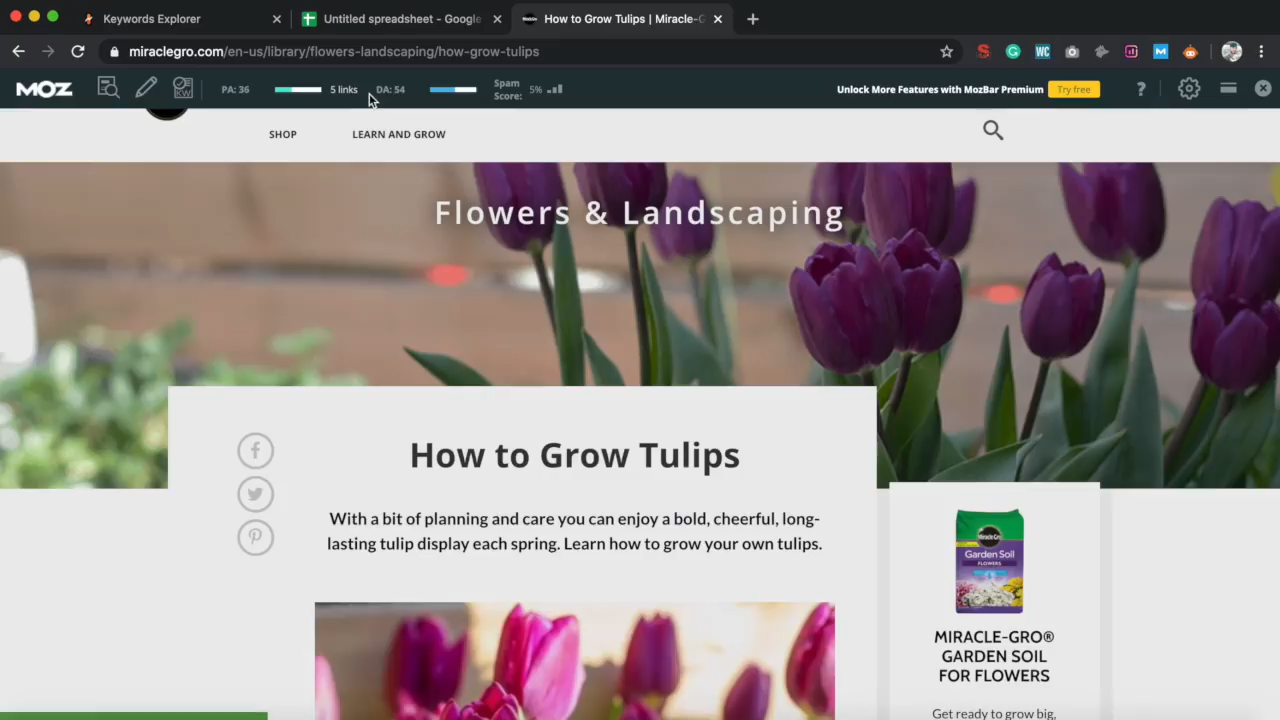 Keywords Explorer
Untitled spreadsheet - Google
How to Grow Tulips | Miracle-G
miraclegro.com/en-us/library/flowers-landscaping/how-grow-tulips
MOZ
PA: 36
5 links
DA: 54
Spam
Score:
5%
Unlock More Features with MozBar Premium
Try free
?
SHOP
LEARN AND GROW
Flowers & Landscaping
How to Grow Tulips
With a bit of planning and care you can enjoy a bold, cheerful, long-
lasting tulip display each spring. Learn how to grow your own tulips.
Miracle-Gro
Garden Soil
FLOWERS
MIRACLE-GRO®
GARDEN SOIL
FOR FLOWERS
Get ready to grow big,